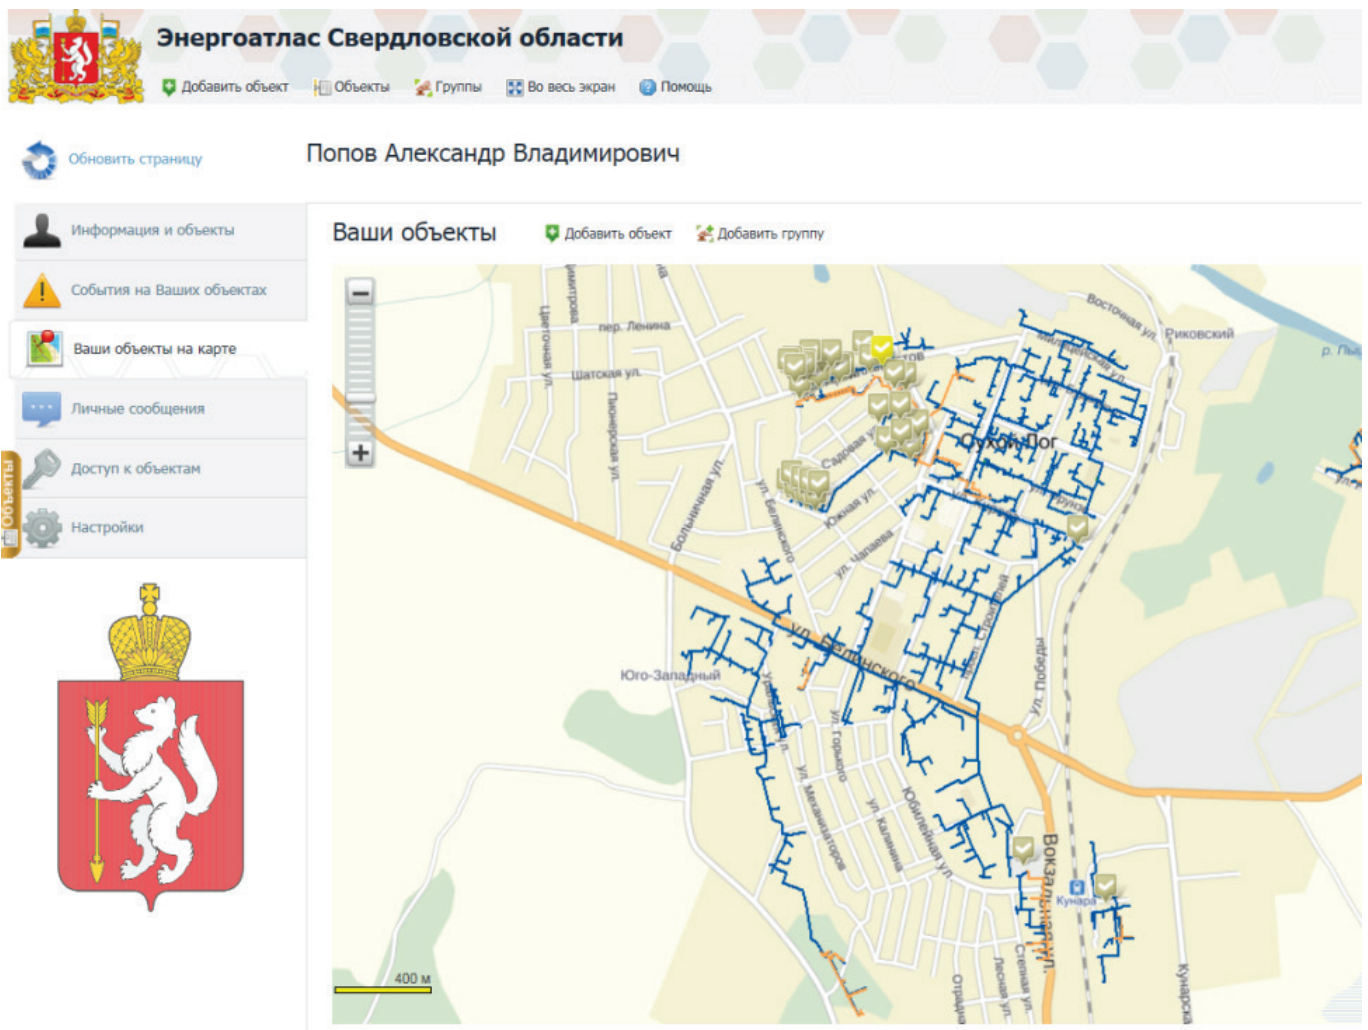 Энергоатлас Свердловской области
Добавить объект
Объекты
Группы
Во весь экран
Помощь
Обновить страницу
Попов Александр Владимирович
Информация и объекты
События на Ваших объектах
Ваши объекты на карте
Личные сообщения
Доступ к объектам
Настройки
Объекты
Ваши объекты
Добавить объект
Добавить группу
Цветочная ул.
пер. Ленина
Восточная ул.
Риковский
Милицейская ул.
Шатская ул.
Пионерская ул.
Сухой Лог
Садовая ул.
Больничная ул.
ул. Белинского
Южная ул.
ул. Чапаева
просп. Строителей
ул. Белинского
ул. Победы
Юго-Западный
ул. Горького
ул. Механизаторов
ул. Калинина
Юбилейная ул.
Вокзальная ул.
Кунара
Степная ул.
Лесная ул.
400 м